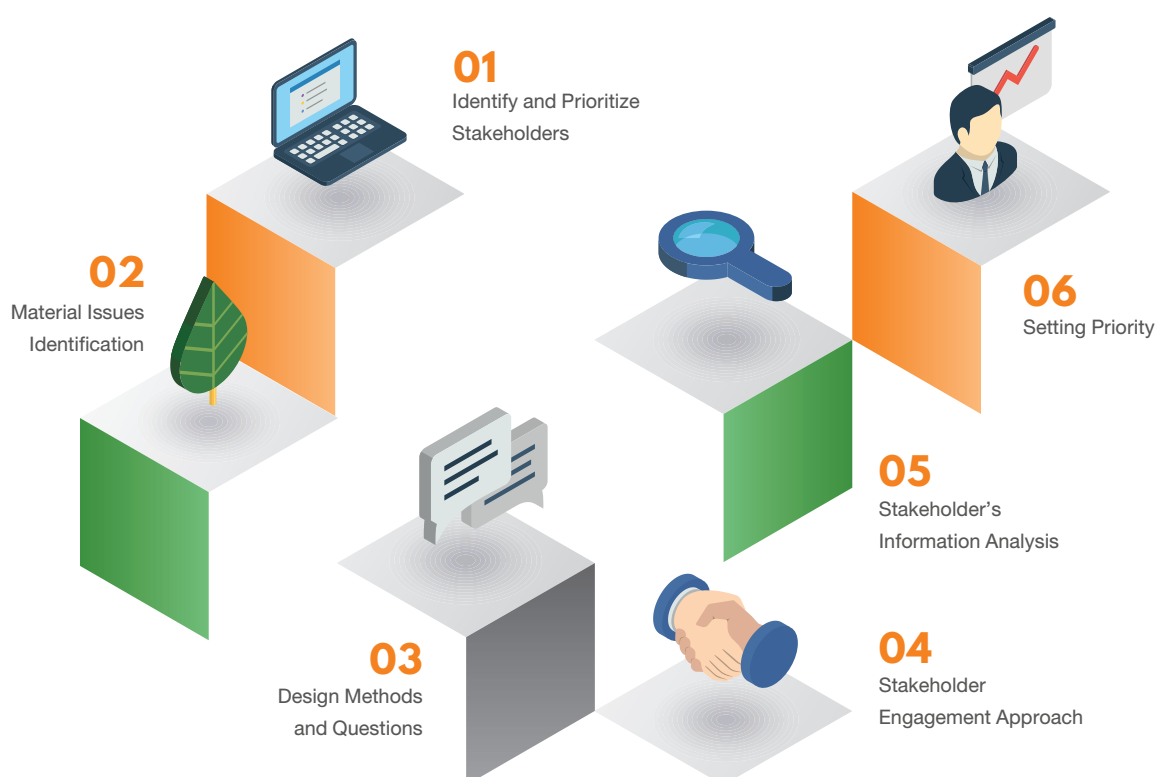 01
Identify and Prioritize
Stakeholders
02
Material Issues
Identification
03
Design Methods
and Questions
04
Stakeholder
Engagement Approach
05
Stakeholder’s
Information Analysis
06
Setting Priority